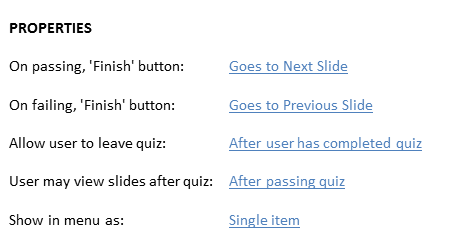 PROPERTIES
On passing, 'Finish' button: Goes to Next Slide
On failing, 'Finish' button: Goes to Previous Slide
Allow user to leave quiz: After user has completed quiz
User may view slides after quiz: After passing quiz
Show in menu as: Single item